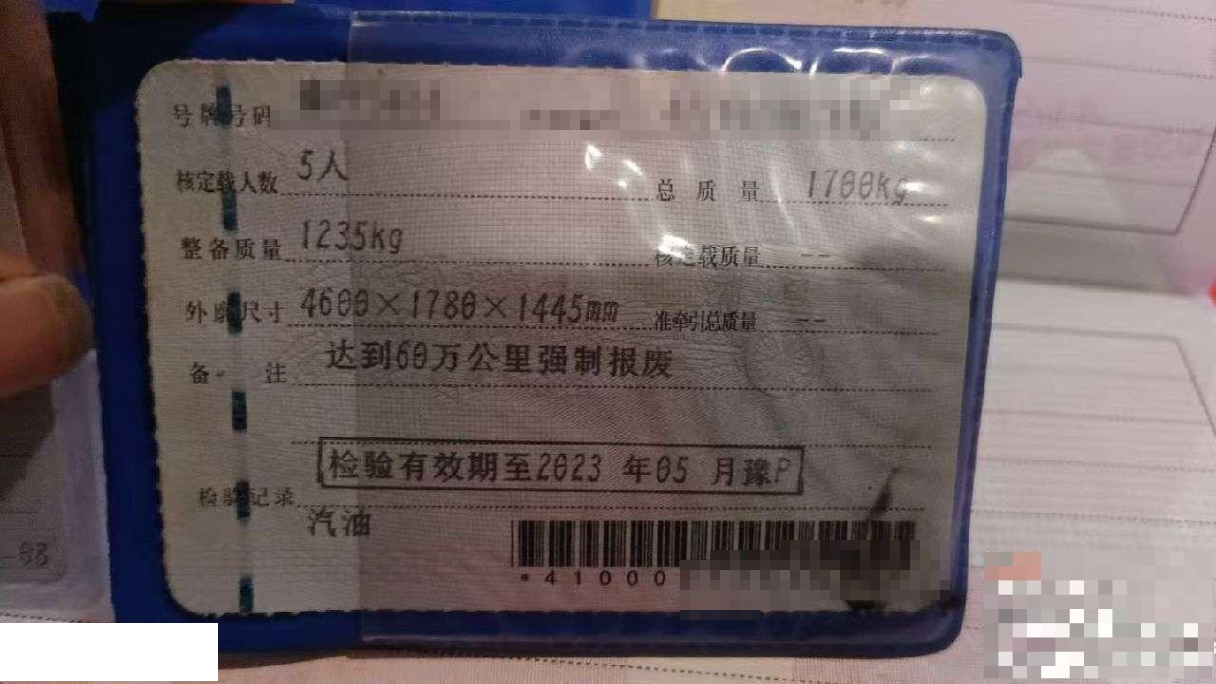 号牌号码
核定载人数 5人 总质量 1700kg
整备质量 1235kg 核定载质量 --
外廓尺寸 4600×1780×1445mm 准牵引总质量 --
备注 达到60万公里强制报废
检验有效期至2023 年05 月豫P
检验记录
汽油
*41000
08